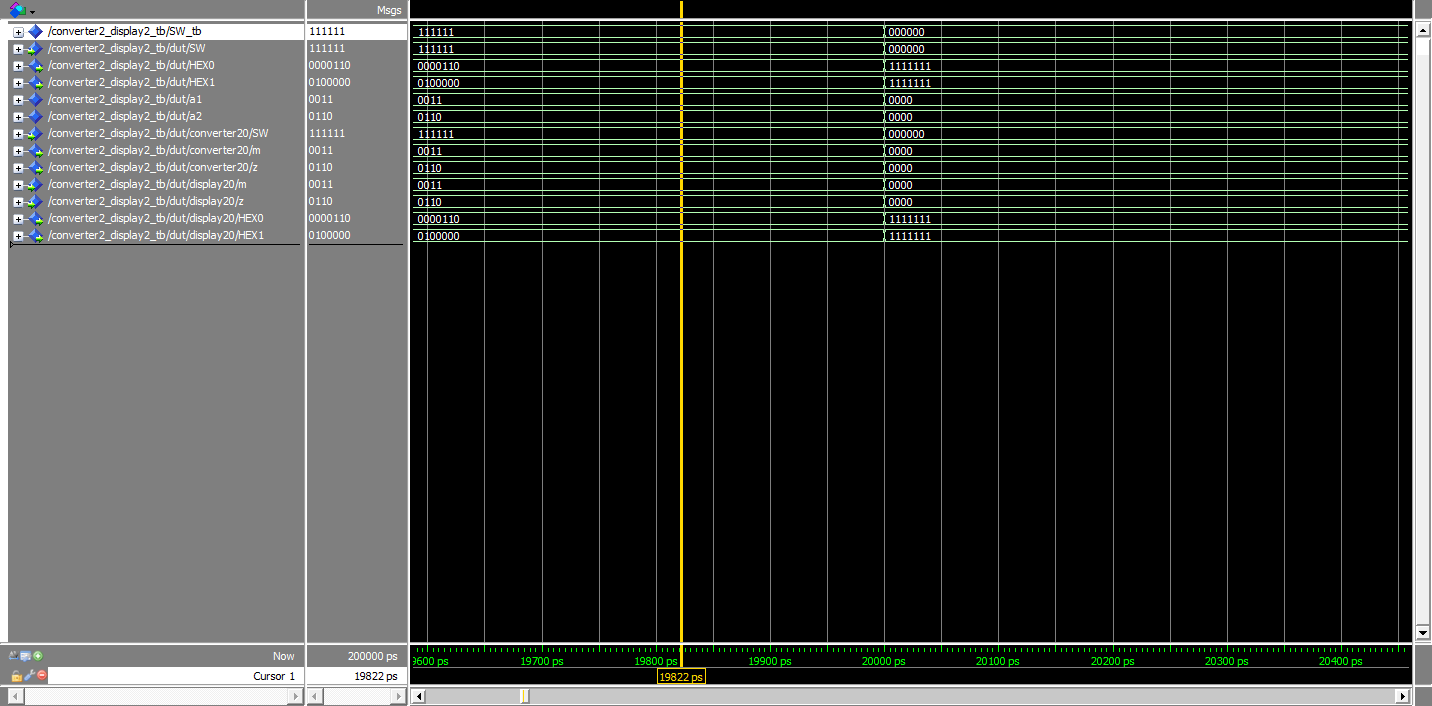 Msgs
/converter2_display2_tb/SW_tb 111111 111111 000000
/converter2_display2_tb/dut/SW 111111 111111 000000
/converter2_display2_tb/dut/HEX0 0000110 0000110 1111111
/converter2_display2_tb/dut/HEX1 0100000 0100000 1111111
/converter2_display2_tb/dut/a1 0011 0011 0000
/converter2_display2_tb/dut/a2 0110 0110 0000
/converter2_display2_tb/dut/converter20/SW 111111 111111 000000
/converter2_display2_tb/dut/converter20/m 0011 0011 0000
/converter2_display2_tb/dut/converter20/z 0110 0110 0000
/converter2_display2_tb/dut/display20/m 0011 0011 0000
/converter2_display2_tb/dut/display20/z 0110 0110 0000
/converter2_display2_tb/dut/display20/HEX0 0000110 0000110 1111111
/converter2_display2_tb/dut/display20/HEX1 0100000 0100000 1111111
Now 200000 ps 9600 ps 19700 ps 19800 ps 19900 ps 20000 ps 20100 ps 20200 ps 20300 ps 20400 ps
Cursor 1 19822 ps 19822 ps